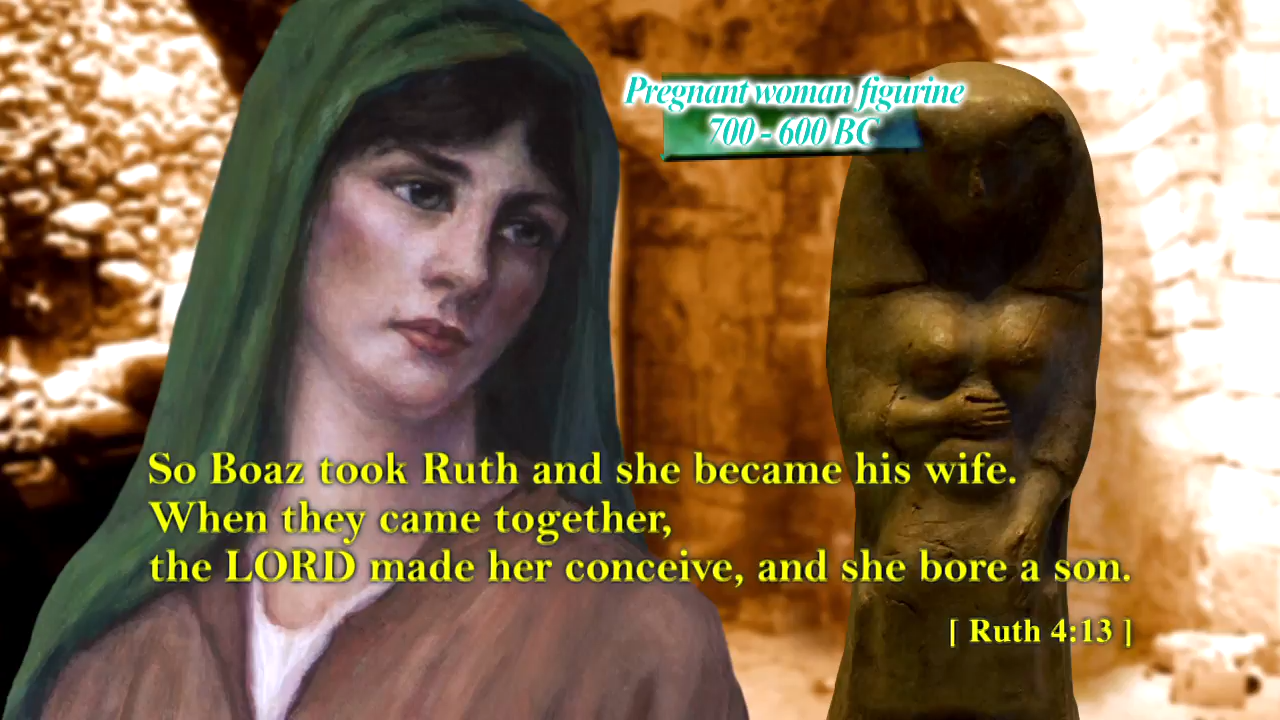 Pregnant woman figurine
700 - 600 BC
So Boaz took Ruth and she became his wife.
When they came together,
the LORD made her conceive, and she bore a son.
[ Ruth 4:13 ]